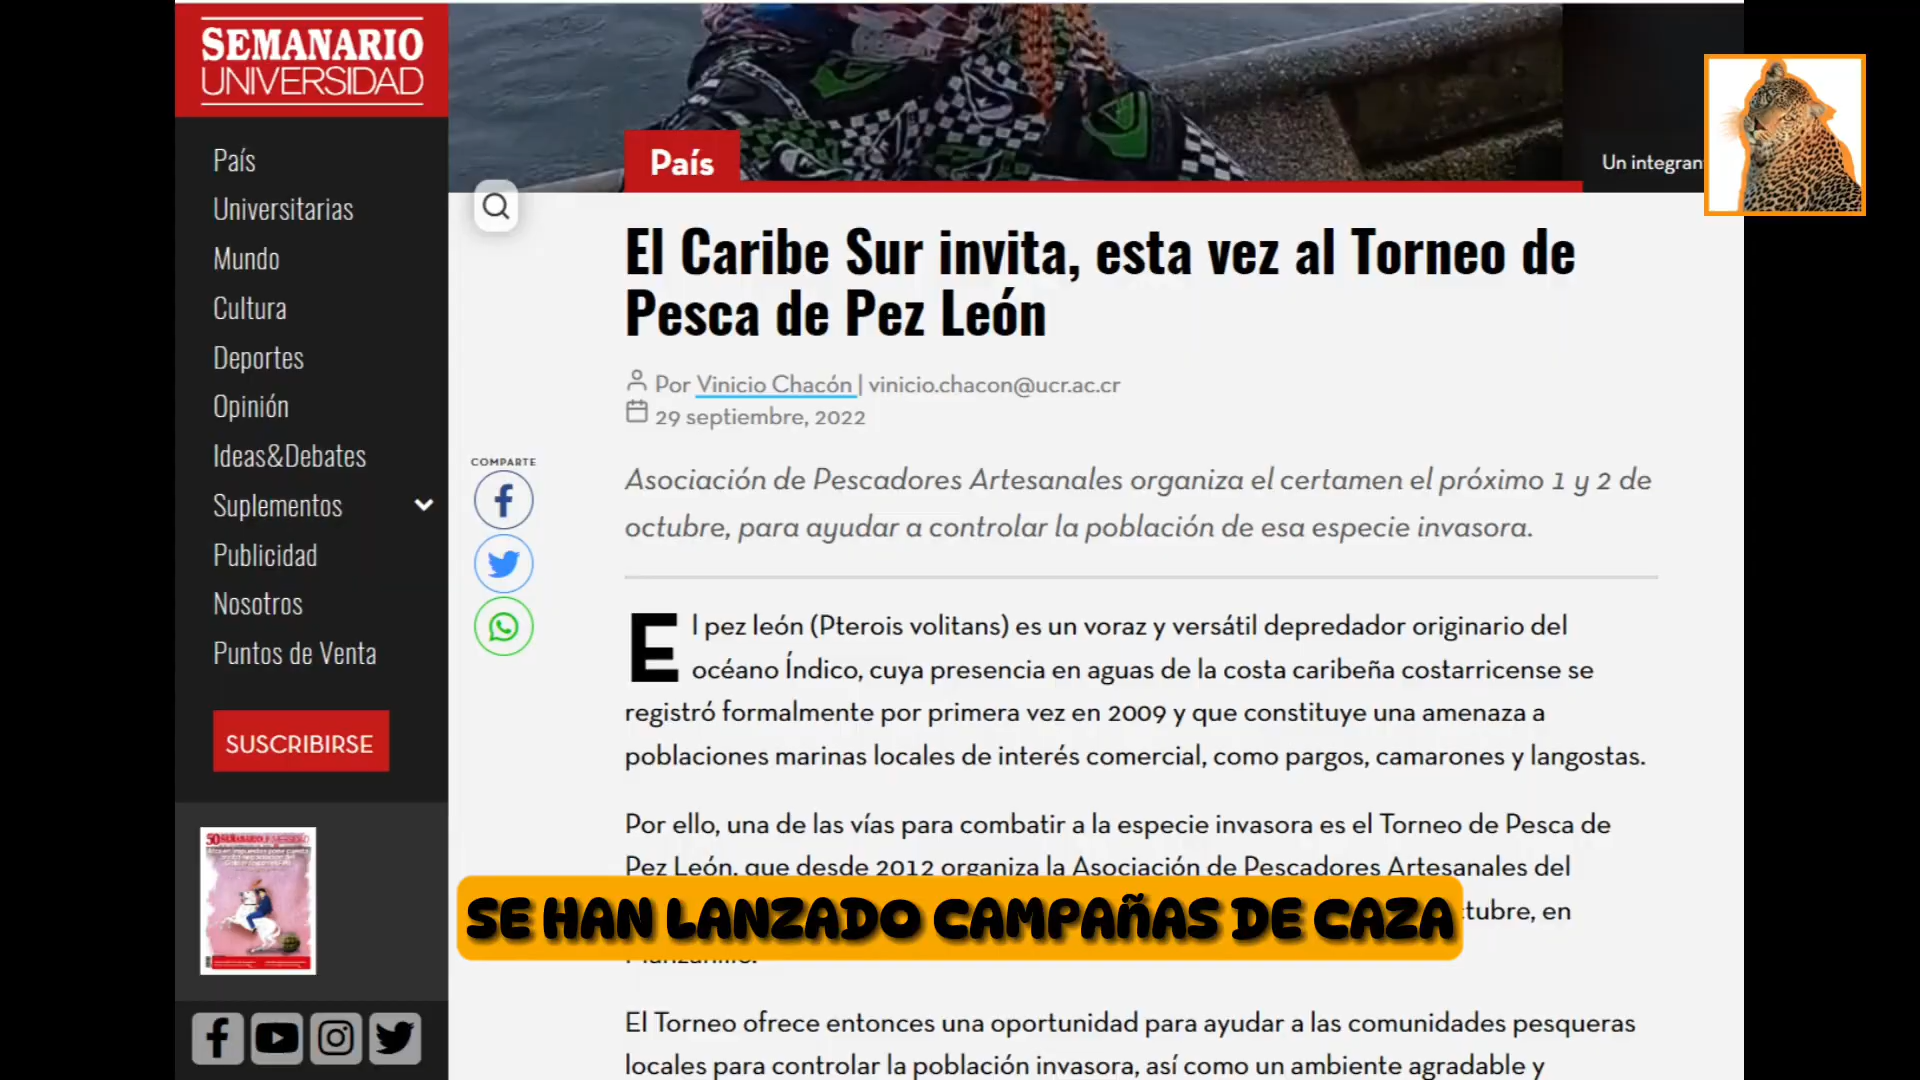 SEMANARIO
UNIVERSIDAD
País
Universitarias
Mundo
Cultura
Deportes
Opinión
Ideas&Debates
Suplementos
Publicidad
Nosotros
Puntos de Venta
SUSCRIBIRSE
Un integran
País
El Caribe Sur invita, esta vez al Torneo de
Pesca de Pez León
Por Vinicio Chacón | vinicio.chacon@ucr.ac.cr
29 septiembre, 2022
COMPARTE
Asociación de Pescadores Artesanales organiza el certamen el próximo 1 y 2 de
octubre, para ayudar a controlar la población de esa especie invasora.
El pez león (Pterois volitans) es un voraz y versátil depredador originario del
océano Índico, cuya presencia en aguas de la costa caribeña costarricense se
registró formalmente por primera vez en 2009 y que constituye una amenaza a
poblaciones marinas locales de interés comercial, como pargos, camarones y langostas.
Por ello, una de las vías para combatir a la especie invasora es el Torneo de Pesca de
Pez León, que desde 2012 organiza la Asociación de Pescadores Artesanales del
ctubre, en
SE HAN LANZADO CAMPAÑAS DE CAZA
Manzanillo.
El Torneo ofrece entonces una oportunidad para ayudar a las comunidades pesqueras
locales para controlar la población invasora, así como un ambiente agradable y